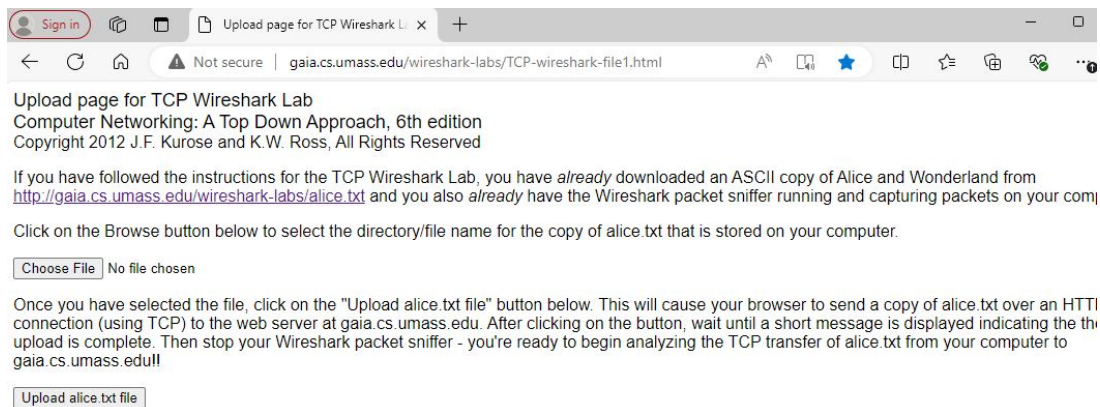 Sign in
Upload page for TCP Wireshark L
Not secure | gaia.cs.umass.edu/wireshark-labs/TCP-wireshark-file1.html
Upload page for TCP Wireshark Lab
Computer Networking: A Top Down Approach, 6th edition
Copyright 2012 J.F. Kurose and K.W. Ross, All Rights Reserved
If you have followed the instructions for the TCP Wireshark Lab, you have already downloaded an ASCII copy of Alice and Wonderland from
http://gaia.cs.umass.edu/wireshark-labs/alice.txt and you also already have the Wireshark packet sniffer running and capturing packets on your comp
Click on the Browse button below to select the directory/file name for the copy of alice.txt that is stored on your computer.
Choose File No file chosen
Once you have selected the file, click on the "Upload alice.txt file" button below. This will cause your browser to send a copy of alice.txt over an HTT
connection (using TCP) to the web server at gaia.cs.umass.edu. After clicking on the button, wait until a short message is displayed indicating the the
upload is complete. Then stop your Wireshark packet sniffer - you're ready to begin analyzing the TCP transfer of alice.txt from your computer to
gaia.cs.umass.edu!!
Upload alice.txt file